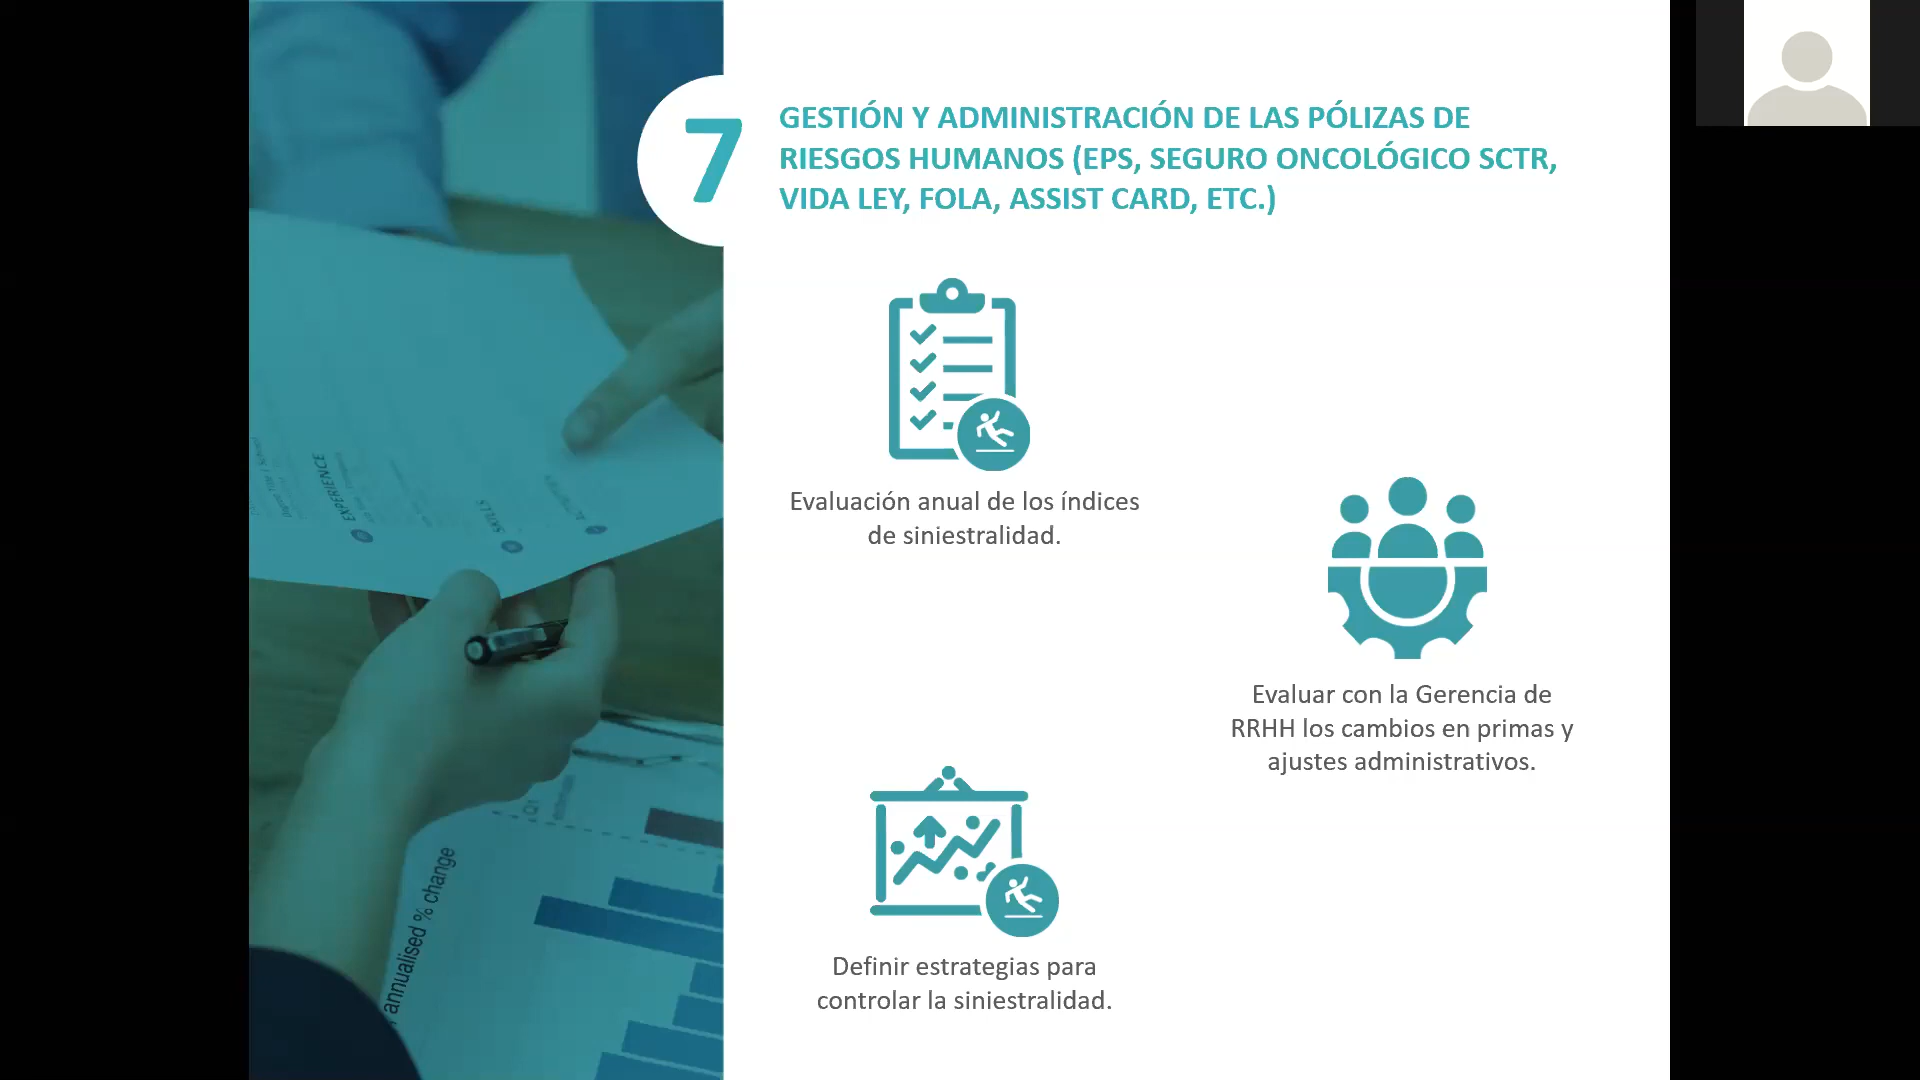 7
GESTIÓN Y ADMINISTRACIÓN DE LAS PÓLIZAS DE
RIESGOS HUMANOS (EPS, SEGURO ONCOLÓGICO SCTR,
VIDA LEY, FOLA, ASSIST CARD, ETC.)
Evaluación anual de los índices
de siniestralidad.
Evaluar con la Gerencia de
RRHH los cambios en primas y
ajustes administrativos.
Definir estrategias para
controlar la siniestralidad.
EXPERIENCE
SKILLS
Q1
annualised % change